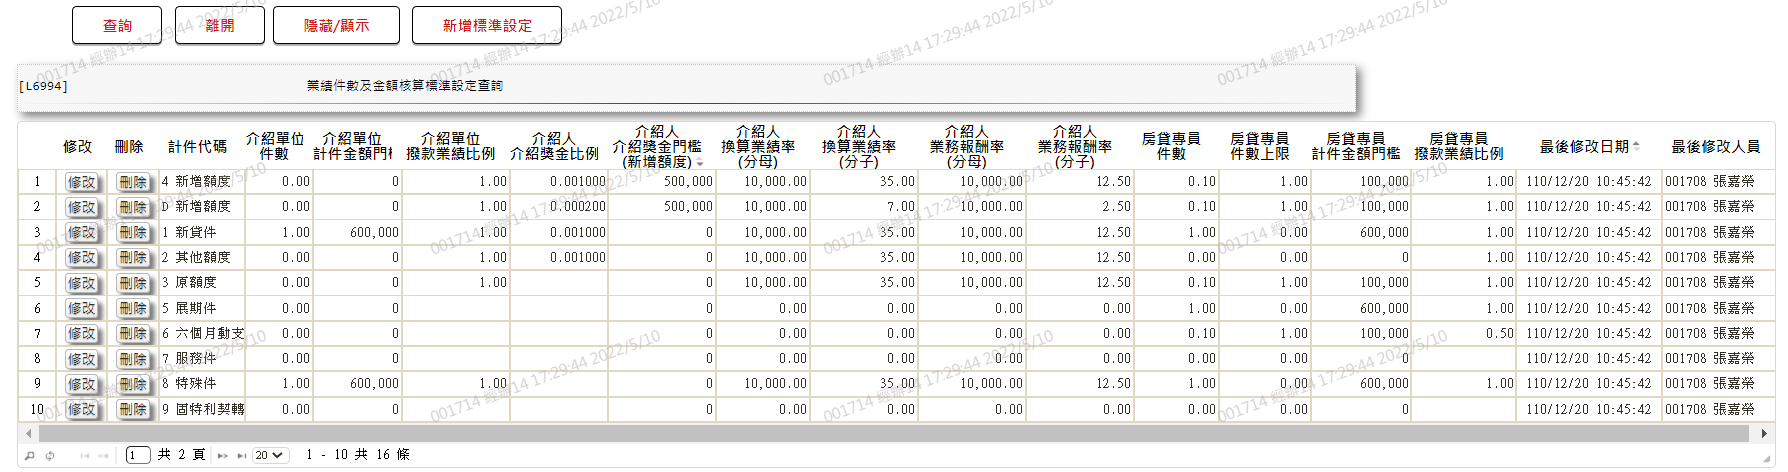 查詢 離開 隱藏/顯示 新增標準設定
[L6994] 業績件數及金額核算標準設定查詢
修改 刪除 計件代碼 介紹單位件數 介紹單位計件金額門檻 介紹單位撥款業績比例 介紹人介紹獎金比例 介紹人介紹獎金門檻(新增額度) 介紹人換算業績率(分母) 介紹人換算業績率(分子) 介紹人業務報酬率(分母) 介紹人業務報酬率(分子) 房貸專員件數 房貸專員件數上限 房貸專員計件金額門檻 房貸專員撥款業績比例 最後修改日期 最後修改人員
1 修改 刪除 4 新增額度 0.00 0 1.00 0.001000 500,000 10,000.00 35.00 10,000.00 12.50 0.10 1.00 100,000 1.00 110/12/20 10:45:42 001708 張嘉榮
2 修改 刪除 D 新增額度 0.00 0 1.00 0.000200 500,000 10,000.00 7.00 10,000.00 2.50 0.10 1.00 100,000 1.00 110/12/20 10:45:42 001708 張嘉榮
3 修改 刪除 1 新貸件 1.00 600,000 1.00 0.001000 0 10,000.00 35.00 10,000.00 12.50 1.00 0.00 600,000 1.00 110/12/20 10:45:42 001708 張嘉榮
4 修改 刪除 2 其他額度 0.00 0 1.00 0.001000 0 10,000.00 35.00 10,000.00 12.50 0.00 0.00 0 1.00 110/12/20 10:45:42 001708 張嘉榮
5 修改 刪除 3 原額度 0.00 0 1.00 0 10,000.00 35.00 10,000.00 12.50 0.10 1.00 100,000 1.00 110/12/20 10:45:42 001708 張嘉榮
6 修改 刪除 5 展期件 0.00 0 0 0.00 0.00 0.00 0.00 1.00 0.00 600,000 1.00 110/12/20 10:45:42 001708 張嘉榮
7 修改 刪除 6 六個月動支 0.00 0 0 0.00 0.00 0.00 0.00 0.10 1.00 100,000 0.50 110/12/20 10:45:42 001708 張嘉榮
8 修改 刪除 7 服務件 0.00 0 0 0.00 0.00 0.00 0.00 0.00 0.00 0 110/12/20 10:45:42 001708 張嘉榮
9 修改 刪除 8 特殊件 1.00 600,000 1.00 0 10,000.00 35.00 10,000.00 12.50 1.00 0.00 600,000 1.00 110/12/20 10:45:42 001708 張嘉榮
10 修改 刪除 9 固特利契轉 0.00 0 0 0.00 0.00 0.00 0.00 0.00 0.00 0 110/12/20 10:45:42 001708 張嘉榮
1 共 2 頁 20 1 - 10 共 16 條
001714 經辦14 17:29:44 2022/5/10